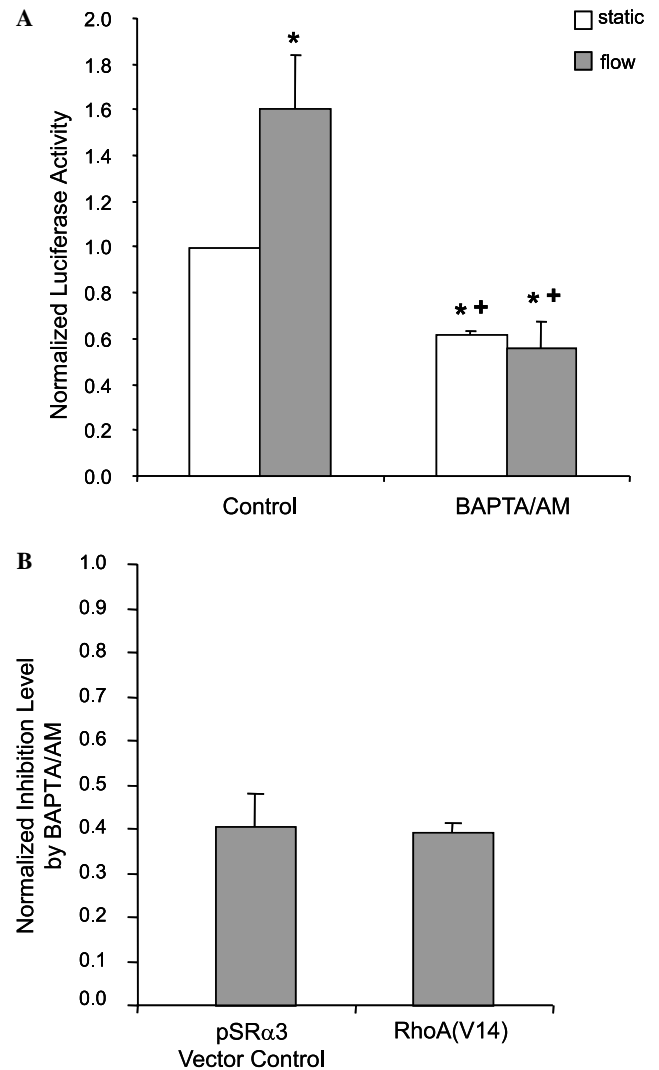 A
static
flow
2.0
1.8
1.6
1.4
1.2
1.0
0.8
0.6
0.4
0.2
0.0
Normalized Luciferase Activity
*
* +
* +
Control
BAPTA/AM
B
1.0
0.9
0.8
0.7
0.6
0.5
0.4
0.3
0.2
0.1
0.0
Normalized Inhibition Level
by BAPTA/AM
pSRα3
Vector Control
RhoA(V14)